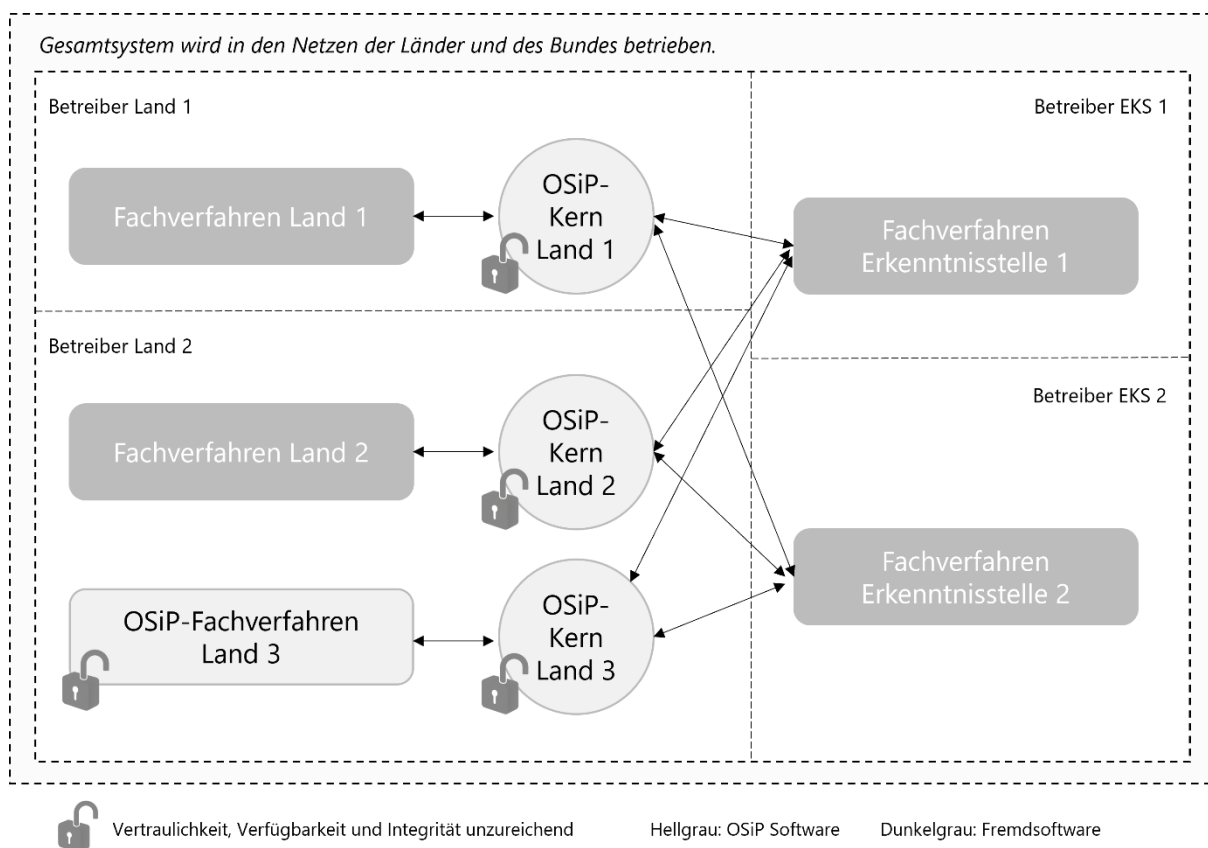 Gesamtsystem wird in den Netzen der Länder und des Bundes betrieben.
Betreiber Land 1
Betreiber EKS 1
Fachverfahren Land 1
OSiP-
Kern
Land 1
Fachverfahren
Erkenntnisstelle 1
Betreiber Land 2
Betreiber EKS 2
Fachverfahren Land 2
OSiP-
Kern
Land 2
Fachverfahren
Erkenntnisstelle 2
OSiP-Fachverfahren
Land 3
OSiP-
Kern
Land 3
Vertraulichkeit, Verfügbarkeit und Integrität unzureichend
Hellgrau: OSiP Software
Dunkelgrau: Fremdsoftware